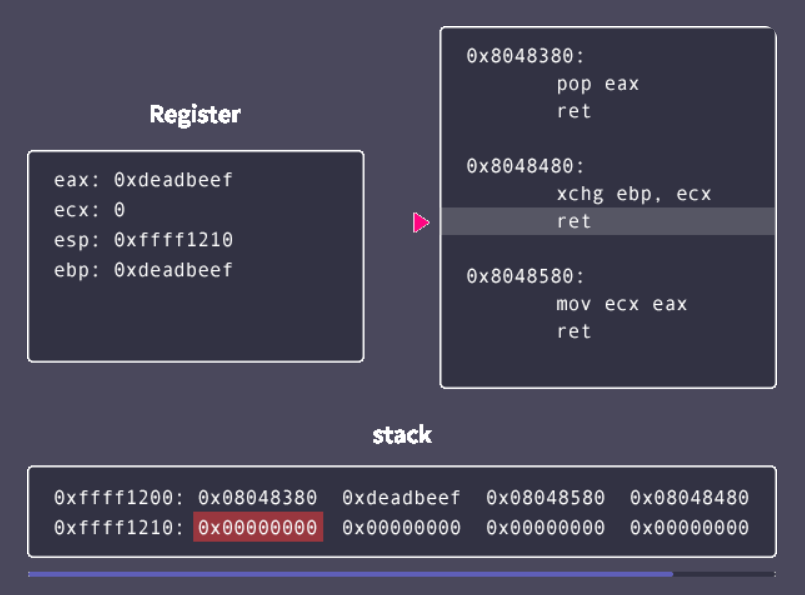 Register
eax: 0xdeadbeef
ecx: 0
esp: 0xffff1210
ebp: 0xdeadbeef
0x8048380:
pop eax
ret
0x8048480:
xchg ebp, ecx
ret
0x8048580:
mov ecx eax
ret
stack
0xffff1200: 0x08048380 0xdeadbeef 0x08048580 0x08048480
0xffff1210: 0x00000000 0x00000000 0x00000000 0x00000000